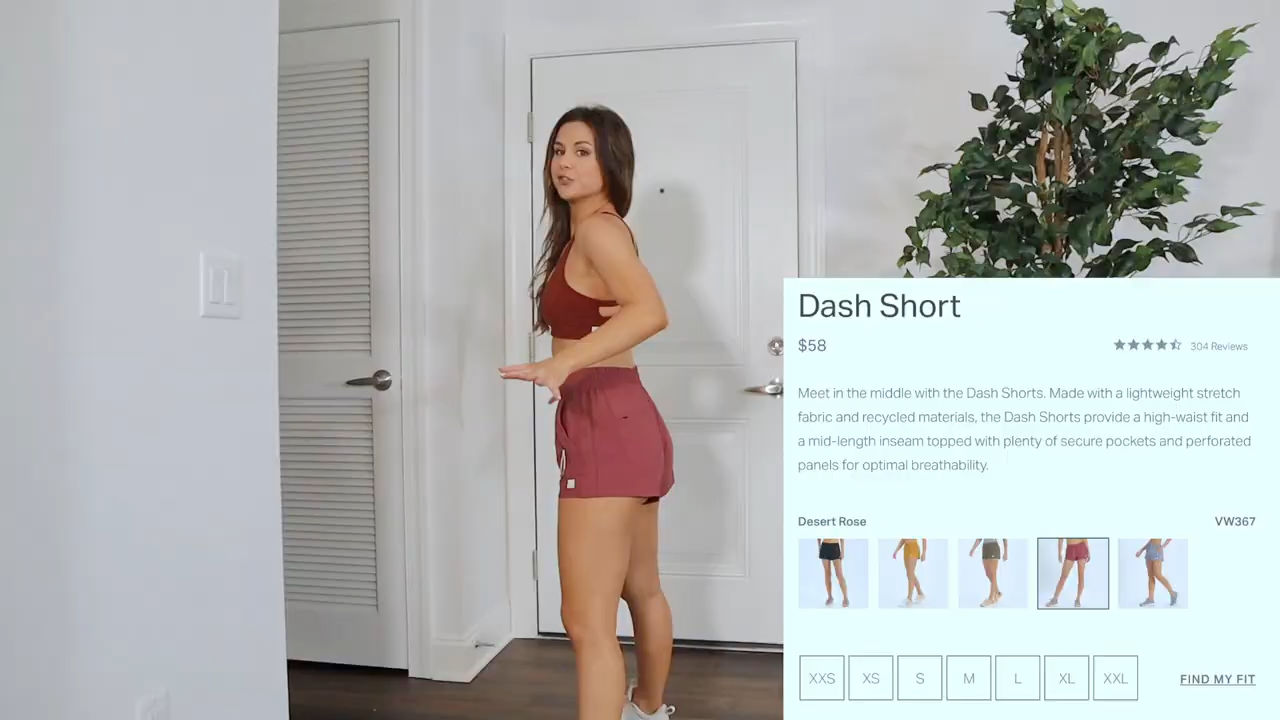 Dash Short
$58
304 Reviews
Meet in the middle with the Dash Shorts. Made with a lightweight stretch
fabric and recycled materials, the Dash Shorts provide a high-waist fit and
a mid-length inseam topped with plenty of secure pockets and perforated
panels for optimal breathability.
Desert Rose
VW367
XXS
XS
S
M
L
XL
XXL
FIND MY FIT